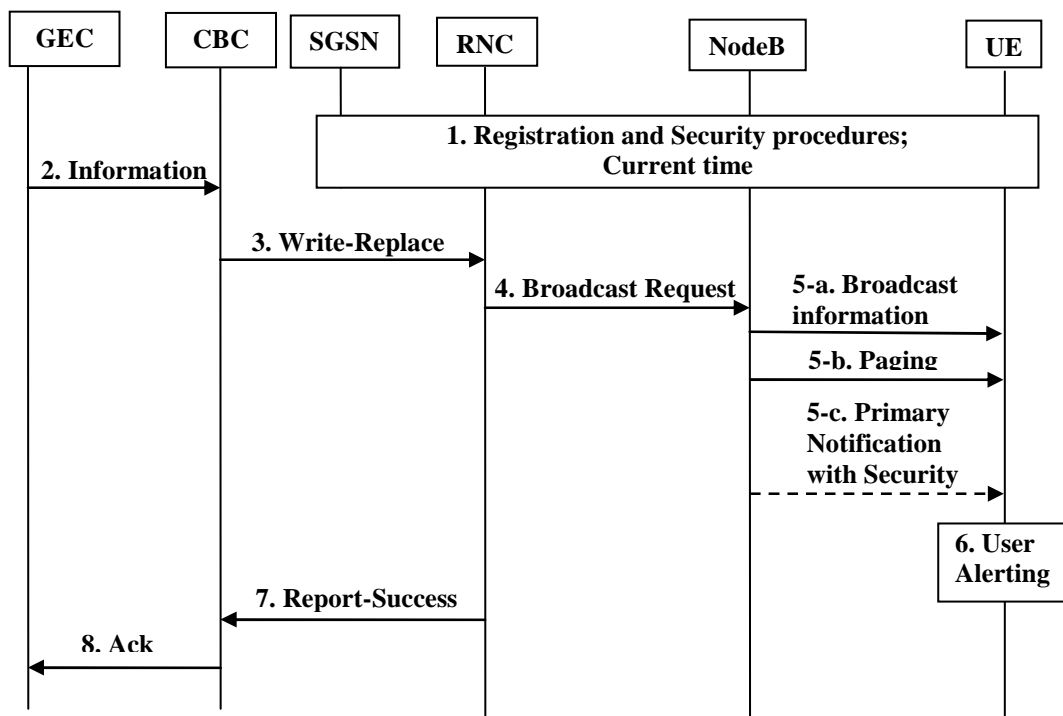 GEC
CBC
SGSN
RNC
NodeB
UE
1. Registration and Security procedures;
Current time
2. Information
3. Write-Replace
4. Broadcast Request
5-a. Broadcast
information
5-b. Paging
5-c. Primary
Notification
with Security
6. User
Alerting
7. Report-Success
8. Ack